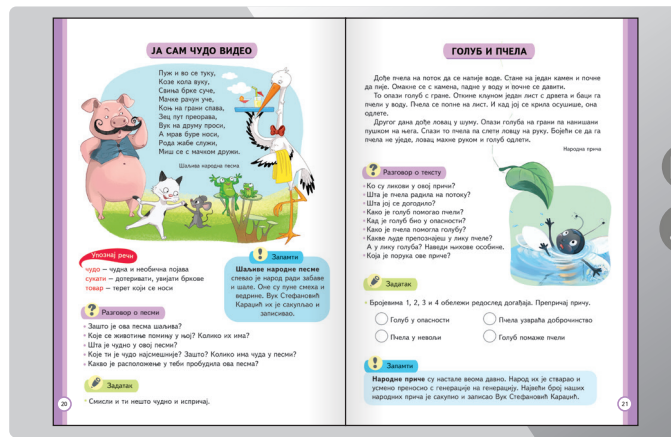 ЈА САМ ЧУДО ВИДЕО
Пуж и во се туку,
Козе кола вуку,
Свиња брке суче,
Мачке рачун уче,
Коњ на грани спава,
Зец пут преорава,
Вук на друму проси,
А мрав буре носи,
Рода жабе служи,
Миш се с мачком дружи.
Шаљива народна песма
Упознај речи
чудо – чудна и необична појава
сукати – дотеривати, увијати бркове
товар – терет који се носи
Запамти
Шаљиве народне песме
спевао је народ ради забаве
и шале. Оне су пуне смеха и
ведрине. Вук Стефановић
Караџић их је сакупљао и
записивао.
Разговор о песми
• Зашто је ова песма шаљива?
• Које се животиње помињу у њој? Колико их има?
• Шта је чудно у овој песми?
• Које ти је чудо најсмешније? Зашто? Колико има чуда у песми?
• Какво је расположење у теби пробудила ова песма?
Задатак
• Смисли и ти нешто чудно и испричај.
20
ГОЛУБ И ПЧЕЛА
Дође пчела на поток да се напије воде. Стане на један камен и почне
да пије. Омакне се с камена, падне у воду и почне се давити.
То опази голуб с гране. Откине кљуном један лист с дрвета и баци га
пчели у воду. Пчела се попне на лист. И кад јој се крила осушише, она
одлете.
Другог дана дође ловац у шуму. Опази голуба на грани па нанишани
пушком на њега. Спази то пчела па слети ловцу на руку. Бојећи се да га
пчела не уједе, ловац махне руком и голуб одлети.
Народна прича
Разговор о тексту
• Ко су ликови у овој причи?
• Шта је пчела радила на потоку?
• Шта јој се догодило?
• Како је голуб помогао пчели?
• Кад је голуб био у опасности?
• Како је пчела помогла голубу?
• Какве људе препознајеш у лику пчеле?
А у лику голуба? Наведи њихове особине.
• Која је порука ове приче?
Задатак
• Бројевима 1, 2, 3 и 4 обележи редослед догађаја. Препричај причу.
Голуб у опасности
Пчела узвраћа доброчинство
Пчела у невољи
Голуб помаже пчели
Запамти
Народне приче су настале веома давно. Народ их је стварао и
усмено преносио с генерације на генерацију. Највећи број наших
народних прича је сакупио и записао Вук Стефановић Караџић.
21